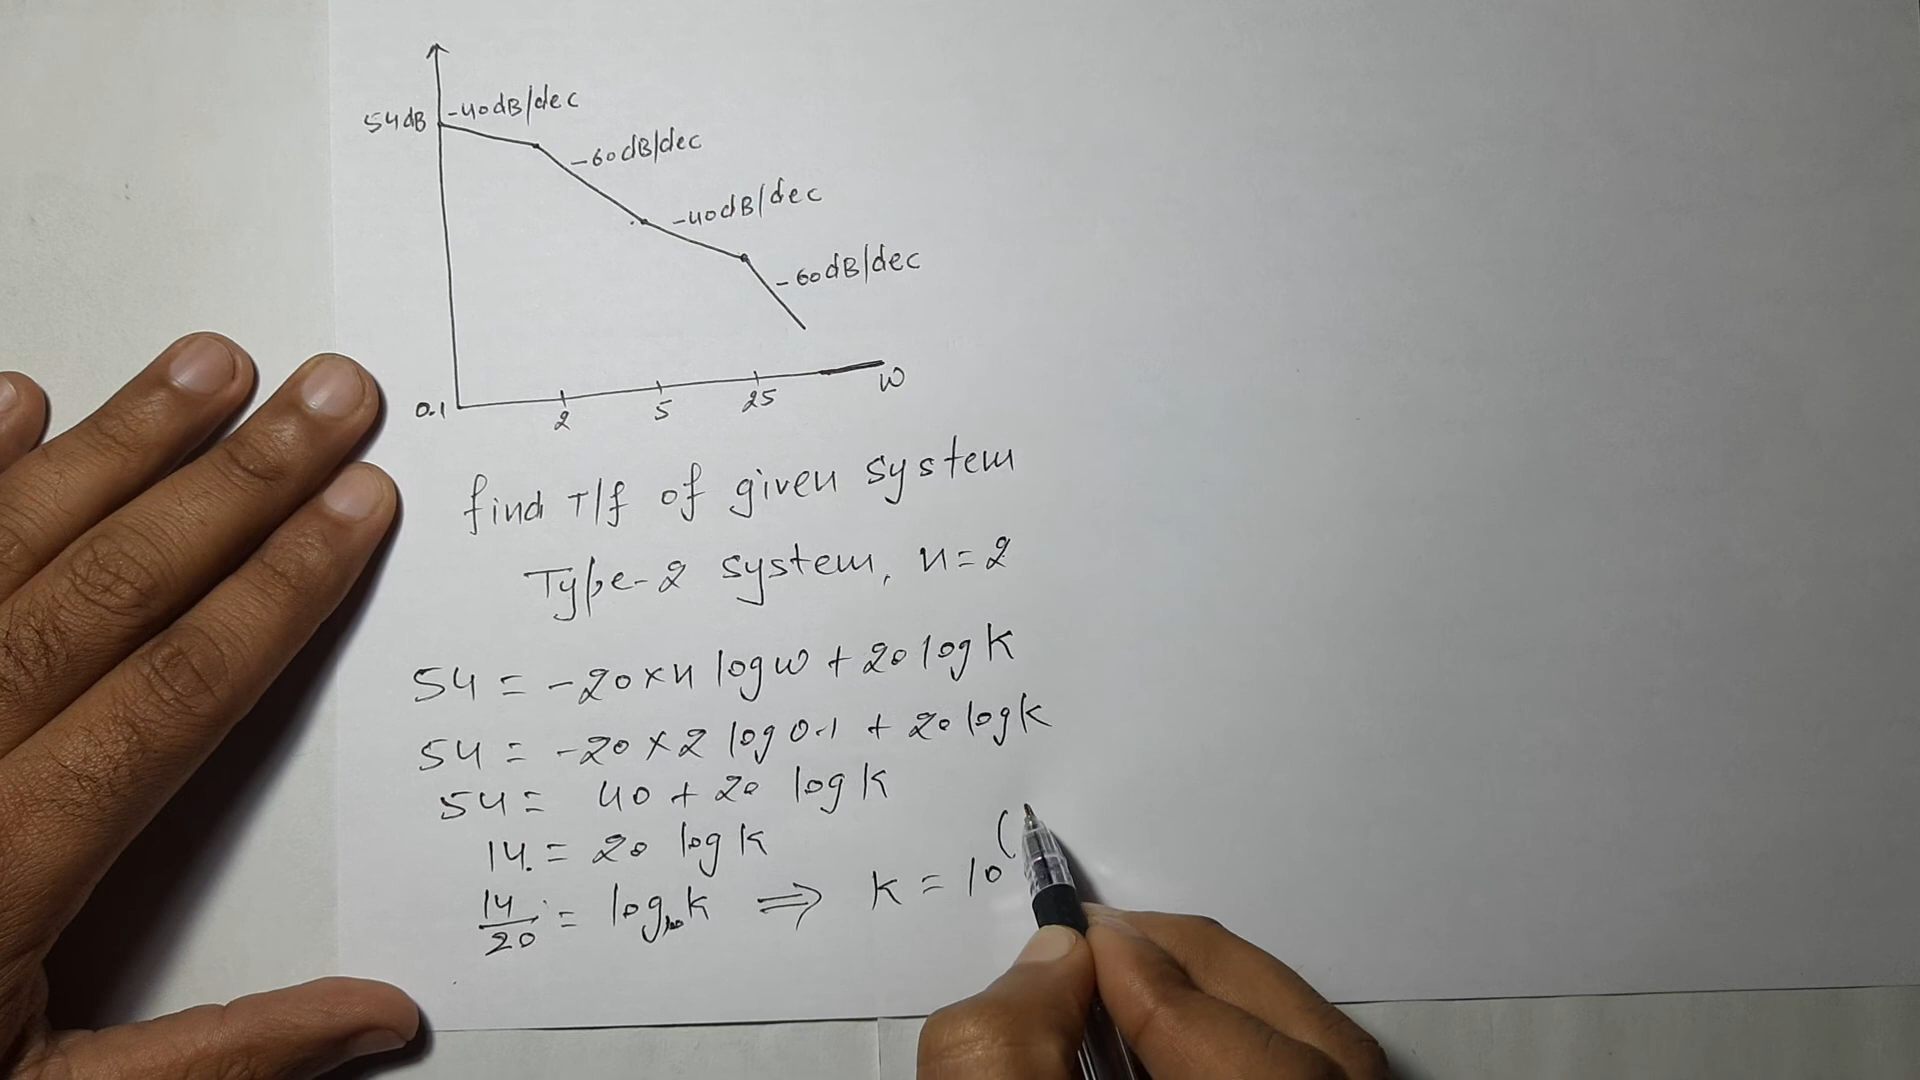 54dB
-40dB/dec
-60dB/dec
-40dB/dec
-60dB/dec
0.1
2
5
25
w
find T/f of given system
Type-2 system, n=2
54 = -20×n log w + 20 log k
54 = -20×2 log 0.1 + 20 log k
54 = 40 + 20 log k
14 = 20 log k
14/20 = log₁₀k ⇒ k = 10^(